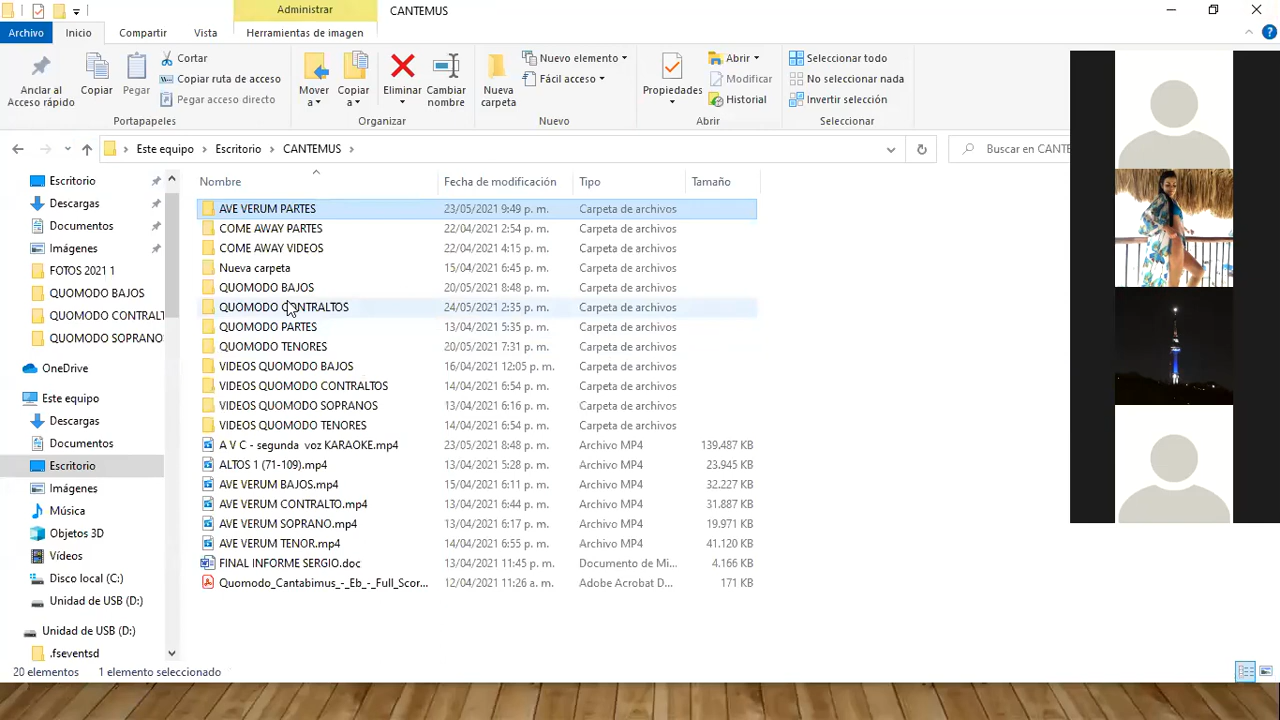 Administrar
CANTEMUS
Archivo
Inicio
Compartir
Vista
Herramientas de imagen
Anclar al
Acceso rápido
Copiar
Pegar
Cortar
Copiar ruta de acceso
Pegar acceso directo
Portapapeles
Mover
a
Copiar
a
Eliminar
Cambiar
nombre
Organizar
Nueva
carpeta
Nuevo elemento
Fácil acceso
Nuevo
Propiedades
Abrir
Modificar
Historial
Abrir
Seleccionar todo
No seleccionar nada
Invertir selección
Seleccionar
Este equipo > Escritorio > CANTEMUS >
Buscar en CANTE
Escritorio
Descargas
Documentos
Imágenes
FOTOS 2021 1
QUOMODO BAJOS
QUOMODO CONTRALT
QUOMODO SOPRANO
OneDrive
Este equipo
Descargas
Documentos
Escritorio
Imágenes
Música
Objetos 3D
Vídeos
Disco local (C:)
Unidad de USB (D:)
Unidad de USB (D:)
.fseventsd
Nombre Fecha de modificación Tipo Tamaño
AVE VERUM PARTES 23/05/2021 9:49 p. m. Carpeta de archivos
COME AWAY PARTES 22/04/2021 2:54 p. m. Carpeta de archivos
COME AWAY VIDEOS 22/04/2021 4:15 p. m. Carpeta de archivos
Nueva carpeta 15/04/2021 6:45 p. m. Carpeta de archivos
QUOMODO BAJOS 20/05/2021 8:48 p. m. Carpeta de archivos
QUOMODO CONTRALTOS 24/05/2021 2:35 p. m. Carpeta de archivos
QUOMODO PARTES 13/04/2021 5:35 p. m. Carpeta de archivos
QUOMODO TENORES 20/05/2021 7:31 p. m. Carpeta de archivos
VIDEOS QUOMODO BAJOS 16/04/2021 12:05 p. m. Carpeta de archivos
VIDEOS QUOMODO CONTRALTOS 14/04/2021 6:54 p. m. Carpeta de archivos
VIDEOS QUOMODO SOPRANOS 13/04/2021 6:16 p. m. Carpeta de archivos
VIDEOS QUOMODO TENORES 14/04/2021 6:54 p. m. Carpeta de archivos
A V C - segunda voz KARAOKE.mp4 23/05/2021 8:48 p. m. Archivo MP4 139.487 KB
ALTOS 1 (71-109).mp4 13/04/2021 5:28 p. m. Archivo MP4 23.945 KB
AVE VERUM BAJOS.mp4 15/04/2021 6:11 p. m. Archivo MP4 32.227 KB
AVE VERUM CONTRALTO.mp4 13/04/2021 6:44 p. m. Archivo MP4 31.887 KB
AVE VERUM SOPRANO.mp4 13/04/2021 6:17 p. m. Archivo MP4 19.971 KB
AVE VERUM TENOR.mp4 14/04/2021 6:55 p. m. Archivo MP4 41.120 KB
FINAL INFORME SERGIO.doc 13/04/2021 11:45 p. m. Documento de Mi... 4.166 KB
Quomodo_Cantabimus_-_Eb_-_Full_Scor... 12/04/2021 11:26 a. m. Adobe Acrobat D... 171 KB
20 elementos 1 elemento seleccionado